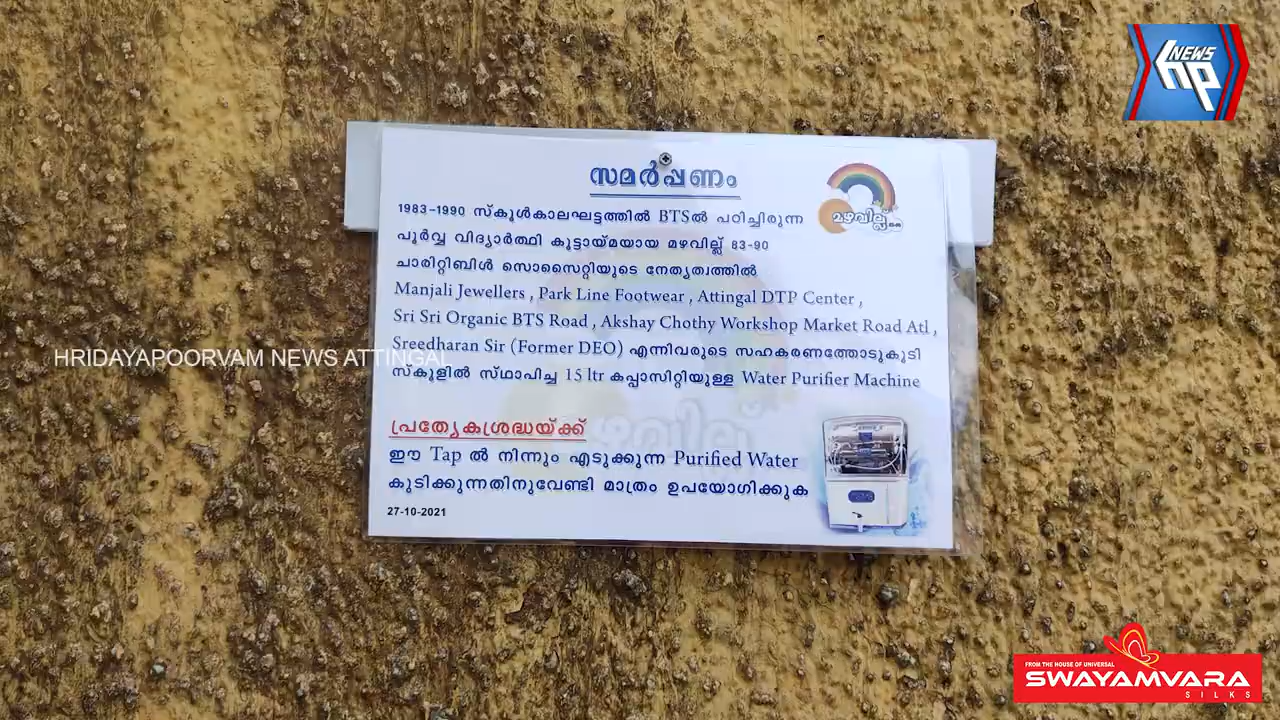 NEWS
hp
സമർപ്പണം
മഴവില്ല്
1983-1990 സ്കൂൾകാലഘട്ടത്തിൽ BTSൽ പഠിച്ചിരുന്ന
പൂർവ്വ വിദ്യാർത്ഥി കൂട്ടായ്മയായ മഴവില്ല് 83-90
ചാരിറ്റിബിൾ സൊസൈറ്റിയുടെ നേതൃത്വത്തിൽ
Manjali Jewellers , Park Line Footwear , Attingal DTP Center ,
Sri Sri Organic BTS Road , Akshay Chothy Workshop Market Road Atl ,
Sreedharan Sir (Former DEO) എന്നിവരുടെ സഹകരണത്തോടുകൂടി
സ്കൂളിൽ സ്ഥാപിച്ച 15 ltr കപ്പാസിറ്റിയുള്ള Water Purifier Machine
HRIDAYAPOORVAM NEWS ATTINGAL
പ്രത്യേകശ്രദ്ധയ്ക്ക്
ഈ Tap ൽ നിന്നും എടുക്കുന്ന Purified Water
കുടിക്കുന്നതിനുവേണ്ടി മാത്രം ഉപയോഗിക്കുക
27-10-2021
FROM THE HOUSE OF UNIVERSAL
SWAYAMVARA
SILKS